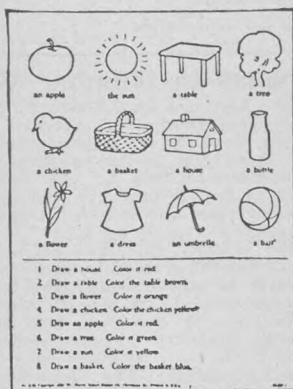 an apple the sun a table a tree
a chicken a basket a house a bottle
a flower a dress an umbrella a ball
1 Draw a house Color it red
2. Draw a table Color the table brown.
3. Draw a flower Color it orange
4 Draw a chicken Color the chicken yellow
5 Draw an apple Color it red.
6 Draw a tree Color it green.
7 Draw a sun Color it yellow
8 Draw a basket. Color the basket blue.